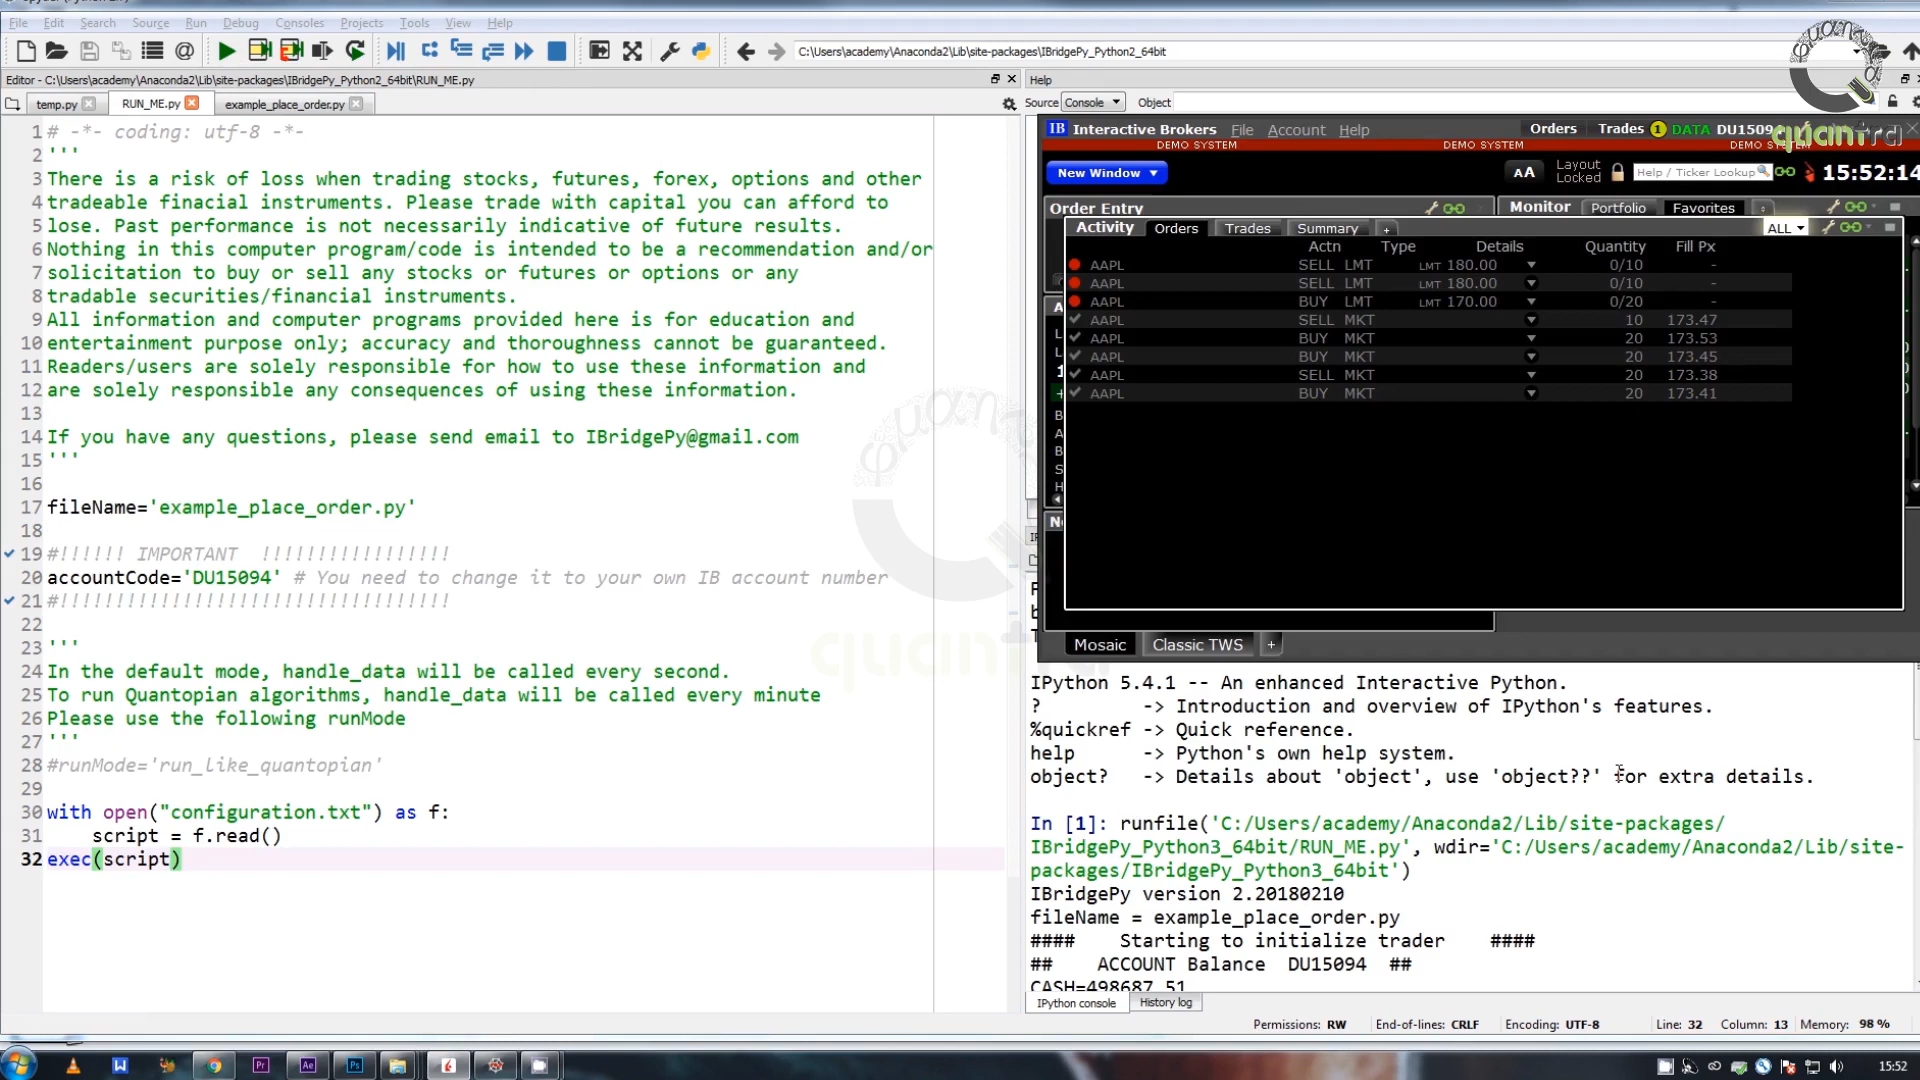 File Edit Search Source Run Debug Consoles Projects Tools View Help
C:\Users\academy\Anaconda2\Lib\site-packages\IBridgePy_Python2_64bit
Editor - C:\Users\academy\Anaconda2\Lib\site-packages\IBridgePy_Python2_64bit\RUN_ME.py
temp.py RUN_ME.py example_place_order.py
1 # -*- coding: utf-8 -*-
2 '''
3 There is a risk of loss when trading stocks, futures, forex, options and other
4 tradeable finacial instruments. Please trade with capital you can afford to
5 lose. Past performance is not necessarily indicative of future results.
6 Nothing in this computer program/code is intended to be a recommendation and/or
7 solicitation to buy or sell any stocks or futures or options or any
8 tradable securities/financial instruments.
9 All information and computer programs provided here is for education and
10 entertainment purpose only; accuracy and thoroughness cannot be guaranteed.
11 Readers/users are solely responsible for how to use these information and
12 are solely responsible any consequences of using these information.
13
14 If you have any questions, please send email to IBridgePy@gmail.com
15 '''
16
17 fileName='example_place_order.py'
18
19 #!!!!!! IMPORTANT !!!!!!!!!!!!!!!!!
20 accountCode='DU15094' # You need to change it to your own IB account number
21 #!!!!!!!!!!!!!!!!!!!!!!!!!!!!!!!!!!!
22
23 '''
24 In the default mode, handle_data will be called every second.
25 To run Quantopian algorithms, handle_data will be called every minute
26 Please use the following runMode
27 '''
28 #runMode='run_like_quantopian'
29
30 with open("configuration.txt") as f:
31 script = f.read()
32 exec(script)
Help
Source Console Object
quantra
IB Interactive Brokers File Account Help Orders Trades 1 DATA DU15094
DEMO SYSTEM DEMO SYSTEM DEMO SYSTEM
New Window AA Layout Locked Help / Ticker Lookup 15:52:14
Order Entry Monitor Portfolio Favorites
Activity Orders Trades Summary + ALL
Actn Type Details Quantity Fill Px
AAPL SELL LMT LMT 180.00 0/10 -
AAPL SELL LMT LMT 180.00 0/10 -
AAPL BUY LMT LMT 170.00 0/20 -
AAPL SELL MKT 10 173.47
AAPL BUY MKT 20 173.53
AAPL BUY MKT 20 173.45
AAPL SELL MKT 20 173.38
AAPL BUY MKT 20 173.41
Mosaic Classic TWS +
IPython 5.4.1 -- An enhanced Interactive Python.
? -> Introduction and overview of IPython's features.
%quickref -> Quick reference.
help -> Python's own help system.
object? -> Details about 'object', use 'object??' for extra details.
In [1]: runfile('C:/Users/academy/Anaconda2/Lib/site-packages/
IBridgePy_Python3_64bit/RUN_ME.py', wdir='C:/Users/academy/Anaconda2/Lib/site-
packages/IBridgePy_Python3_64bit')
IBridgePy version 2.20180210
fileName = example_place_order.py
#### Starting to initialize trader ####
## ACCOUNT Balance DU15094 ##
CASH=498687.51
IPython console History log
Permissions: RW End-of-lines: CRLF Encoding: UTF-8 Line: 32 Column: 13 Memory: 98 %
15:52